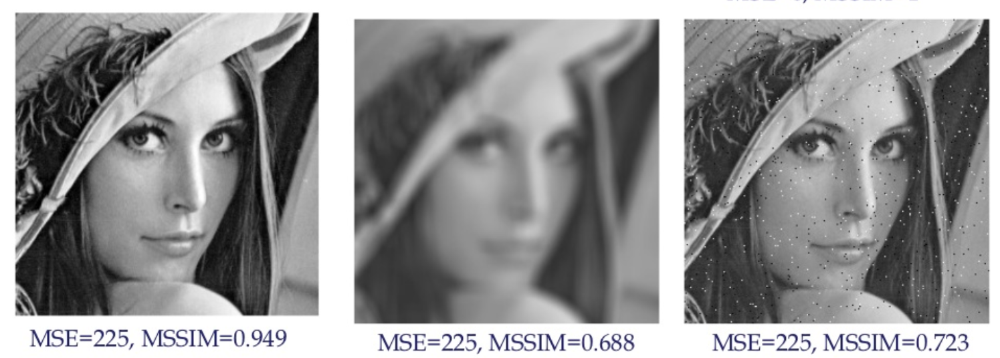 MSE=225, MSSIM=0.949
MSE=225, MSSIM=0.688
MSE=225, MSSIM=0.723